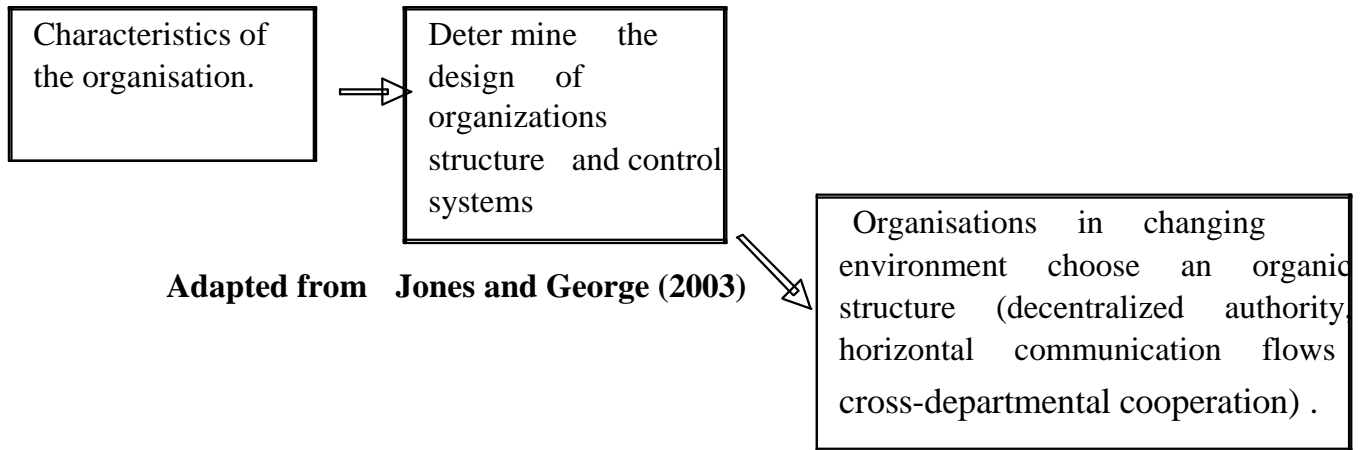 Characteristics of
the organisation.
Deter mine the
design of
organizations
structure and control
systems
Adapted from Jones and George (2003)
Organisations in changing
environment choose an organic
structure (decentralized authority,
horizontal communication flows
cross-departmental cooperation) .